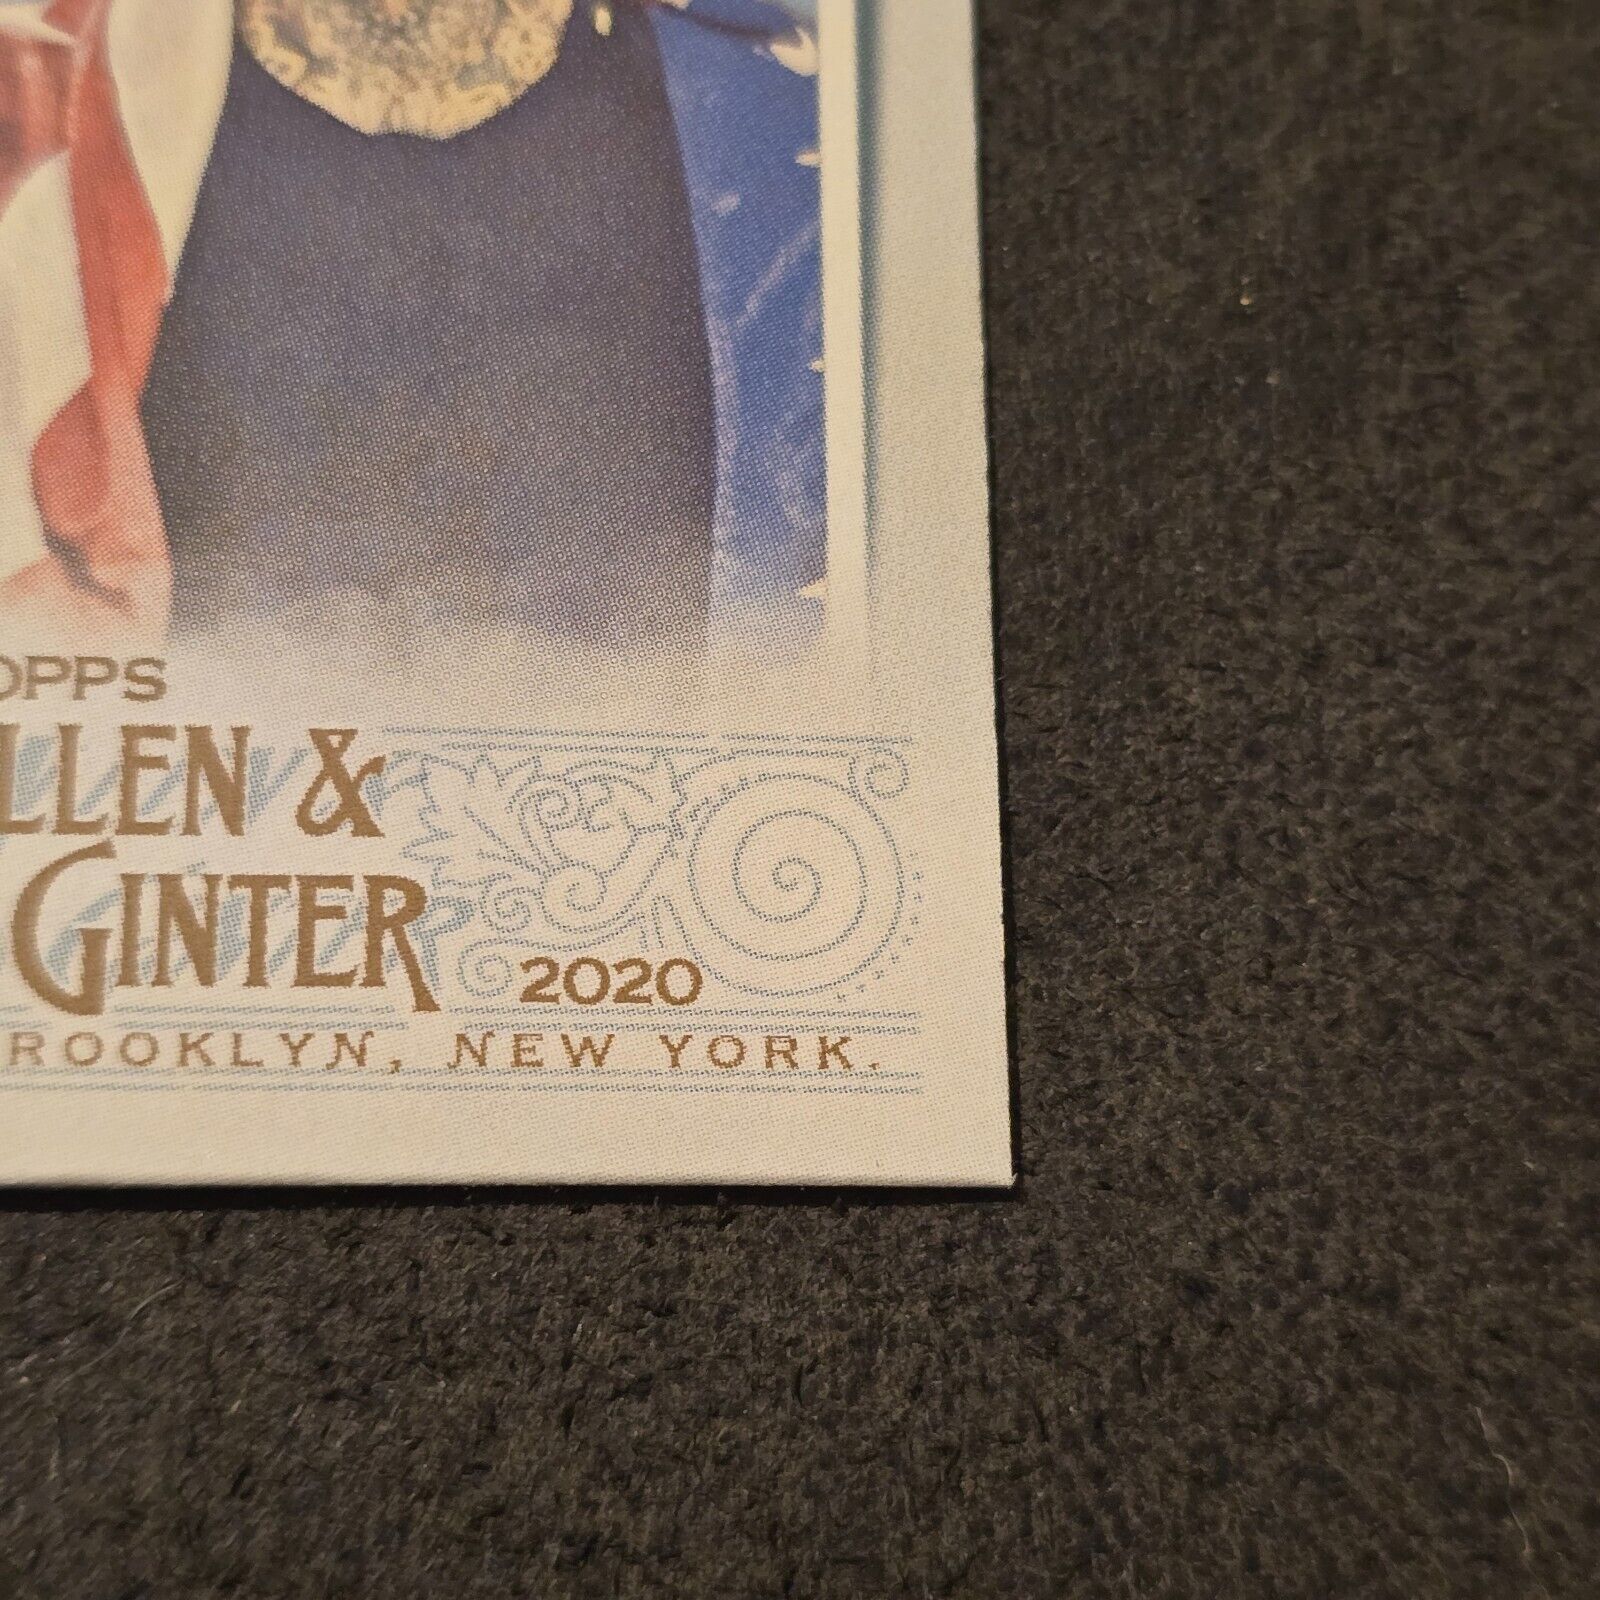 OPPS
LLEN &
GINTER 2020
ROOKLYN, NEW YORK.